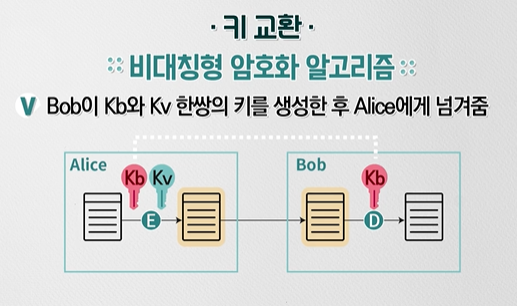 · 키 교환 ·
비대칭형 암호화 알고리즘
V Bob이 Kb와 Kv 한쌍의 키를 생성한 후 Alice에게 넘겨줌
Alice
Kb Kv
E
Bob
Kb
D